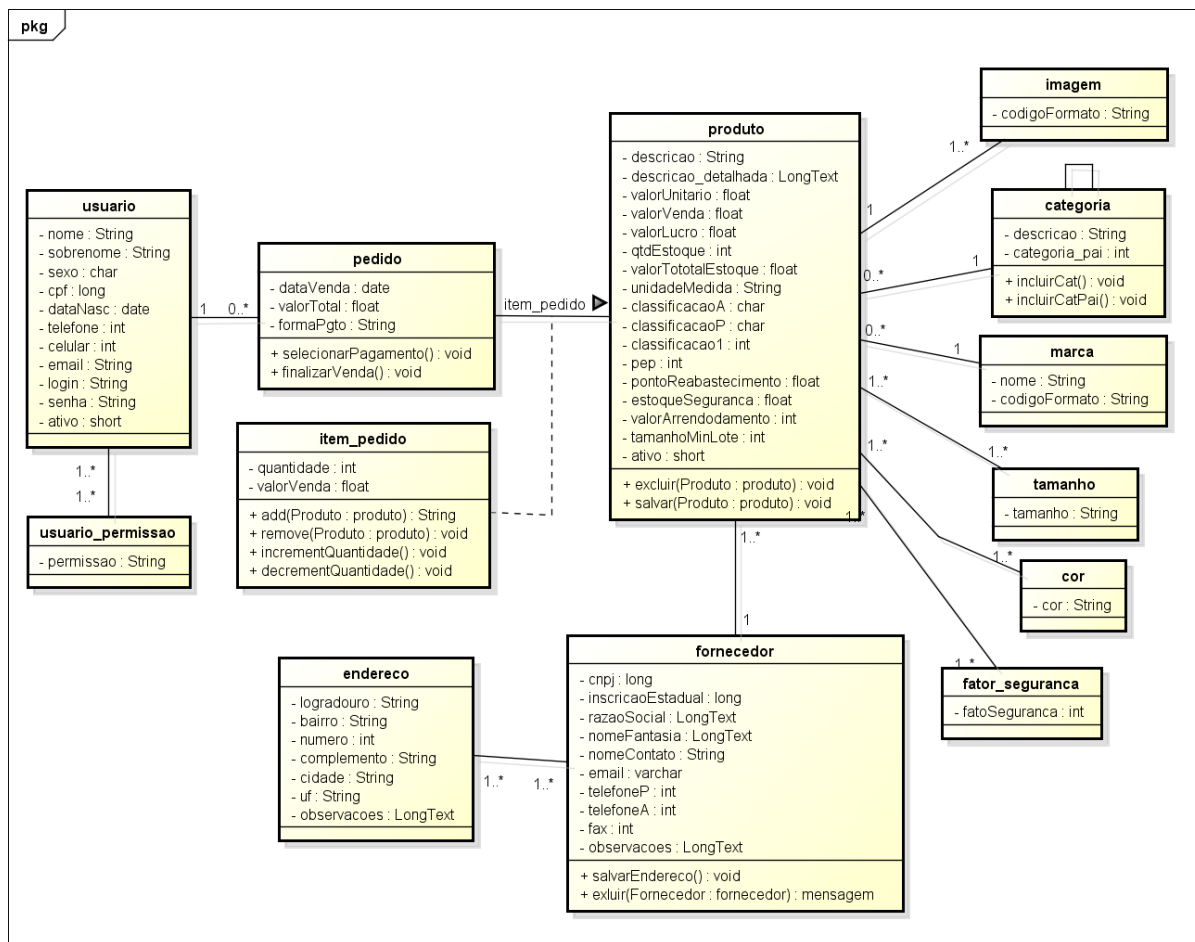 pkg
usuario
- nome : String
- sobrenome : String
- sexo : char
- cpf : long
- dataNasc : date
- telefone : int
- celular : int
- email : String
- login : String
- senha : String
- ativo : short
1
0..*
1..*
1..*
usuario_permissao
- permissao : String
pedido
- dataVenda : date
- valorTotal : float
- formaPgto : String
+ selecionarPagamento() : void
+ finalizarVenda() : void
item_pedido
item_pedido
- quantidade : int
- valorVenda : float
+ add(Produto : produto) : String
+ remove(Produto : produto) : void
+ incrementQuantidade() : void
+ decrementQuantidade() : void
produto
- descricao : String
- descricao_detalhada : LongText
- valorUnitario : float
- valorVenda : float
- valorLucro : float
- qtdEstoque : int
- valorTototalEstoque : float
- unidadeMedida : String
- classificacaoA : char
- classificacaoP : char
- classificacao1 : int
- pep : int
- pontoReabastecimento : float
- estoqueSeguranca : float
- valorArrendodamento : int
- tamanhoMinLote : int
- ativo : short
+ excluir(Produto : produto) : void
+ salvar(Produto : produto) : void
1..*
1
imagem
- codigoFormato : String
1
0..*
categoria
- descricao : String
- categoria_pai : int
+ incluirCat() : void
+ incluirCatPai() : void
0..*
1
marca
- nome : String
- codigoFormato : String
1..*
1..*
tamanho
- tamanho : String
1..*
1..*
cor
- cor : String
1..*
1..*
fator_seguranca
- fatoSeguranca : int
1..*
1
fornecedor
- cnpj : long
- inscricaoEstadual : long
- razaoSocial : LongText
- nomeFantasia : LongText
- nomeContato : String
- email : varchar
- telefoneP : int
- telefoneA : int
- fax : int
- observacoes : LongText
+ salvarEndereco() : void
+ exluir(Fornecedor : fornecedor) : mensagem
1..*
1..*
endereco
- logradouro : String
- bairro : String
- numero : int
- complemento : String
- cidade : String
- uf : String
- observacoes : LongText